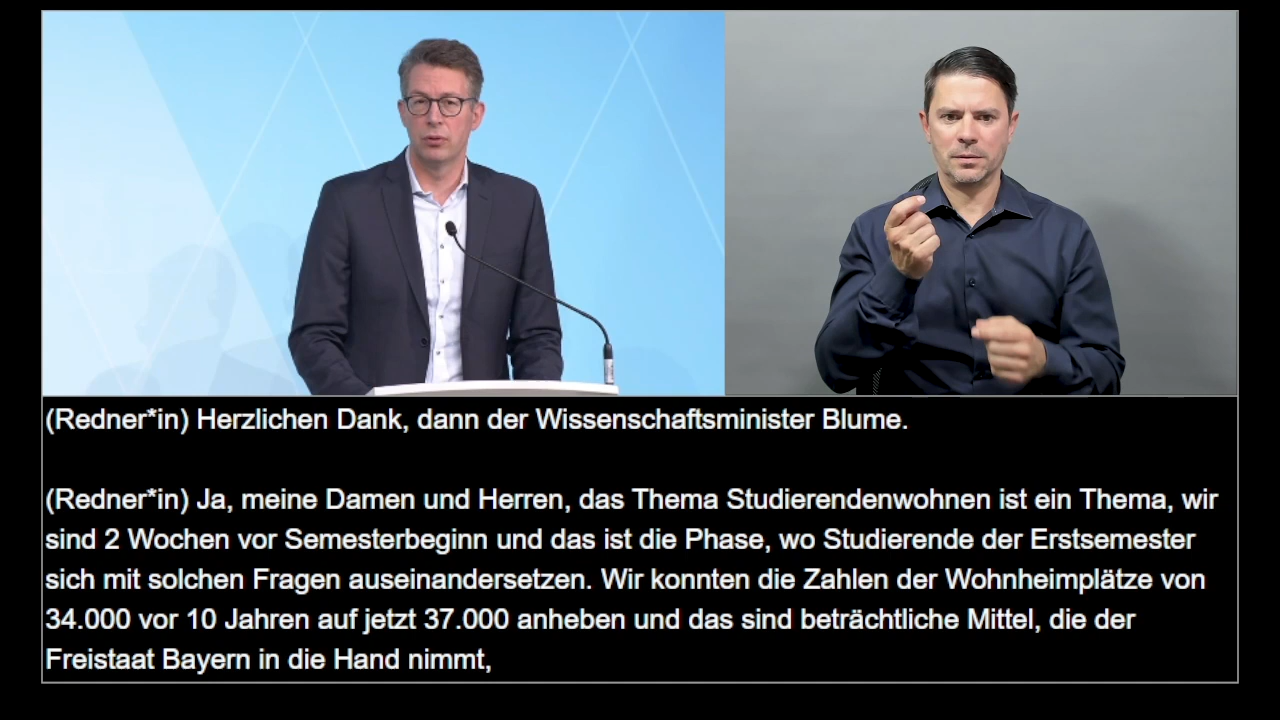 (Redner*in) Herzlichen Dank, dann der Wissenschaftsminister Blume.
(Redner*in) Ja, meine Damen und Herren, das Thema Studierendenwohnen ist ein Thema, wir
sind 2 Wochen vor Semesterbeginn und das ist die Phase, wo Studierende der Erstsemester
sich mit solchen Fragen auseinandersetzen. Wir konnten die Zahlen der Wohnheimplätze von
34.000 vor 10 Jahren auf jetzt 37.000 anheben und das sind beträchtliche Mittel, die der
Freistaat Bayern in die Hand nimmt,